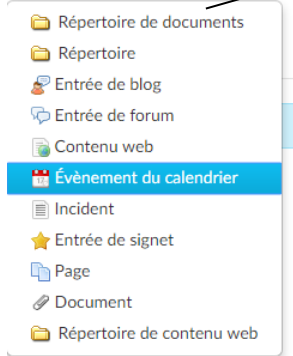 Répertoire de documents
Répertoire
Entrée de blog
Entrée de forum
Contenu web
Évènement du calendrier
Incident
Entrée de signet
Page
Document
Répertoire de contenu web